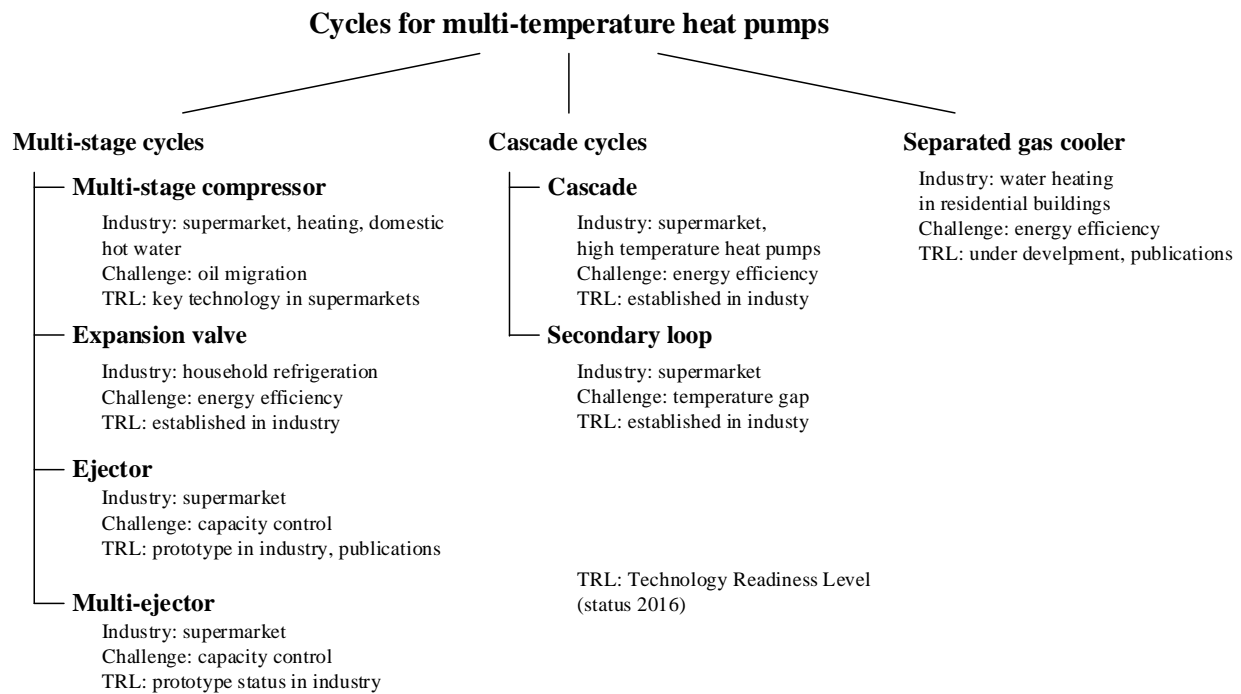 Cycles for multi-temperature heat pumps
Multi-stage cycles
Multi-stage compressor
Industry: supermarket, heating, domestic
hot water
Challenge: oil migration
TRL: key technology in supermarkets
Expansion valve
Industry: household refrigeration
Challenge: energy efficiency
TRL: established in industry
Ejector
Industry: supermarket
Challenge: capacity control
TRL: prototype in industry, publications
Multi-ejector
Industry: supermarket
Challenge: capacity control
TRL: prototype status in industry
Cascade cycles
Cascade
Industry: supermarket,
high temperature heat pumps
Challenge: energy efficiency
TRL: established in industy
Secondary loop
Industry: supermarket
Challenge: temperature gap
TRL: established in industy
Separated gas cooler
Industry: water heating
in residential buildings
Challenge: energy efficiency
TRL: under develpment, publications
TRL: Technology Readiness Level
(status 2016)